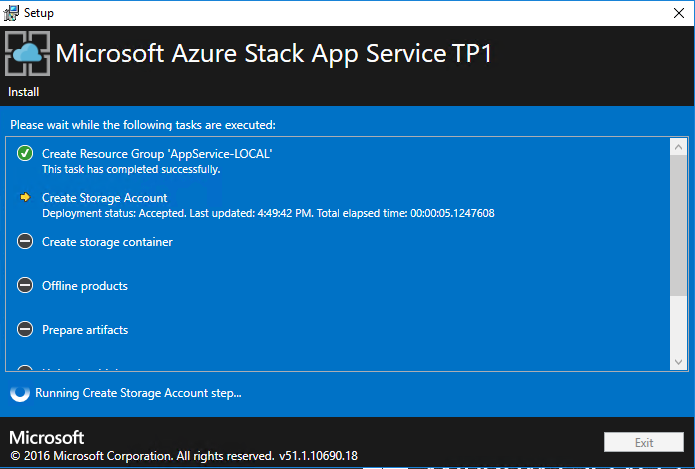 Setup
Microsoft Azure Stack App Service TP1
Install
Please wait while the following tasks are executed:
Create Resource Group 'AppService-LOCAL'
This task has completed successfully.
Create Storage Account
Deployment status: Accepted. Last updated: 4:49:42 PM. Total elapsed time: 00:00:05.1247608
Create storage container
Offline products
Prepare artifacts
Running Create Storage Account step...
Microsoft
© 2016 Microsoft Corporation. All rights reserved. v51.1.10690.18
Exit